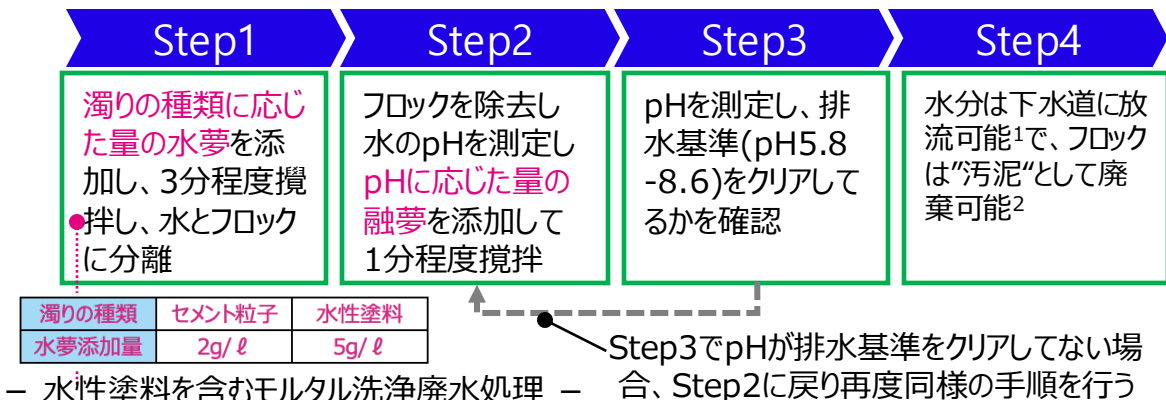 Step1
Step2
Step3
Step4
濁りの種類に応じ
た量の水夢を添
加し、3分程度攪
拌し、水とフロック
に分離
フロックを除去し
水のpHを測定し
pHに応じた量の
融夢を添加して
1分程度撹拌
pHを測定し、排
水基準(pH5.8
-8.6)をクリアして
るかを確認
水分は下水道に放
流可能1で、フロック
は”汚泥“として廃
棄可能2
濁りの種類 セメント粒子 水性塗料
水夢添加量 2g/ℓ 5g/ℓ
Step3でpHが排水基準をクリアしてない場
合、Step2に戻り再度同様の手順を行う
− 水性塗料を含むモルタル洗浄廃水処理 −